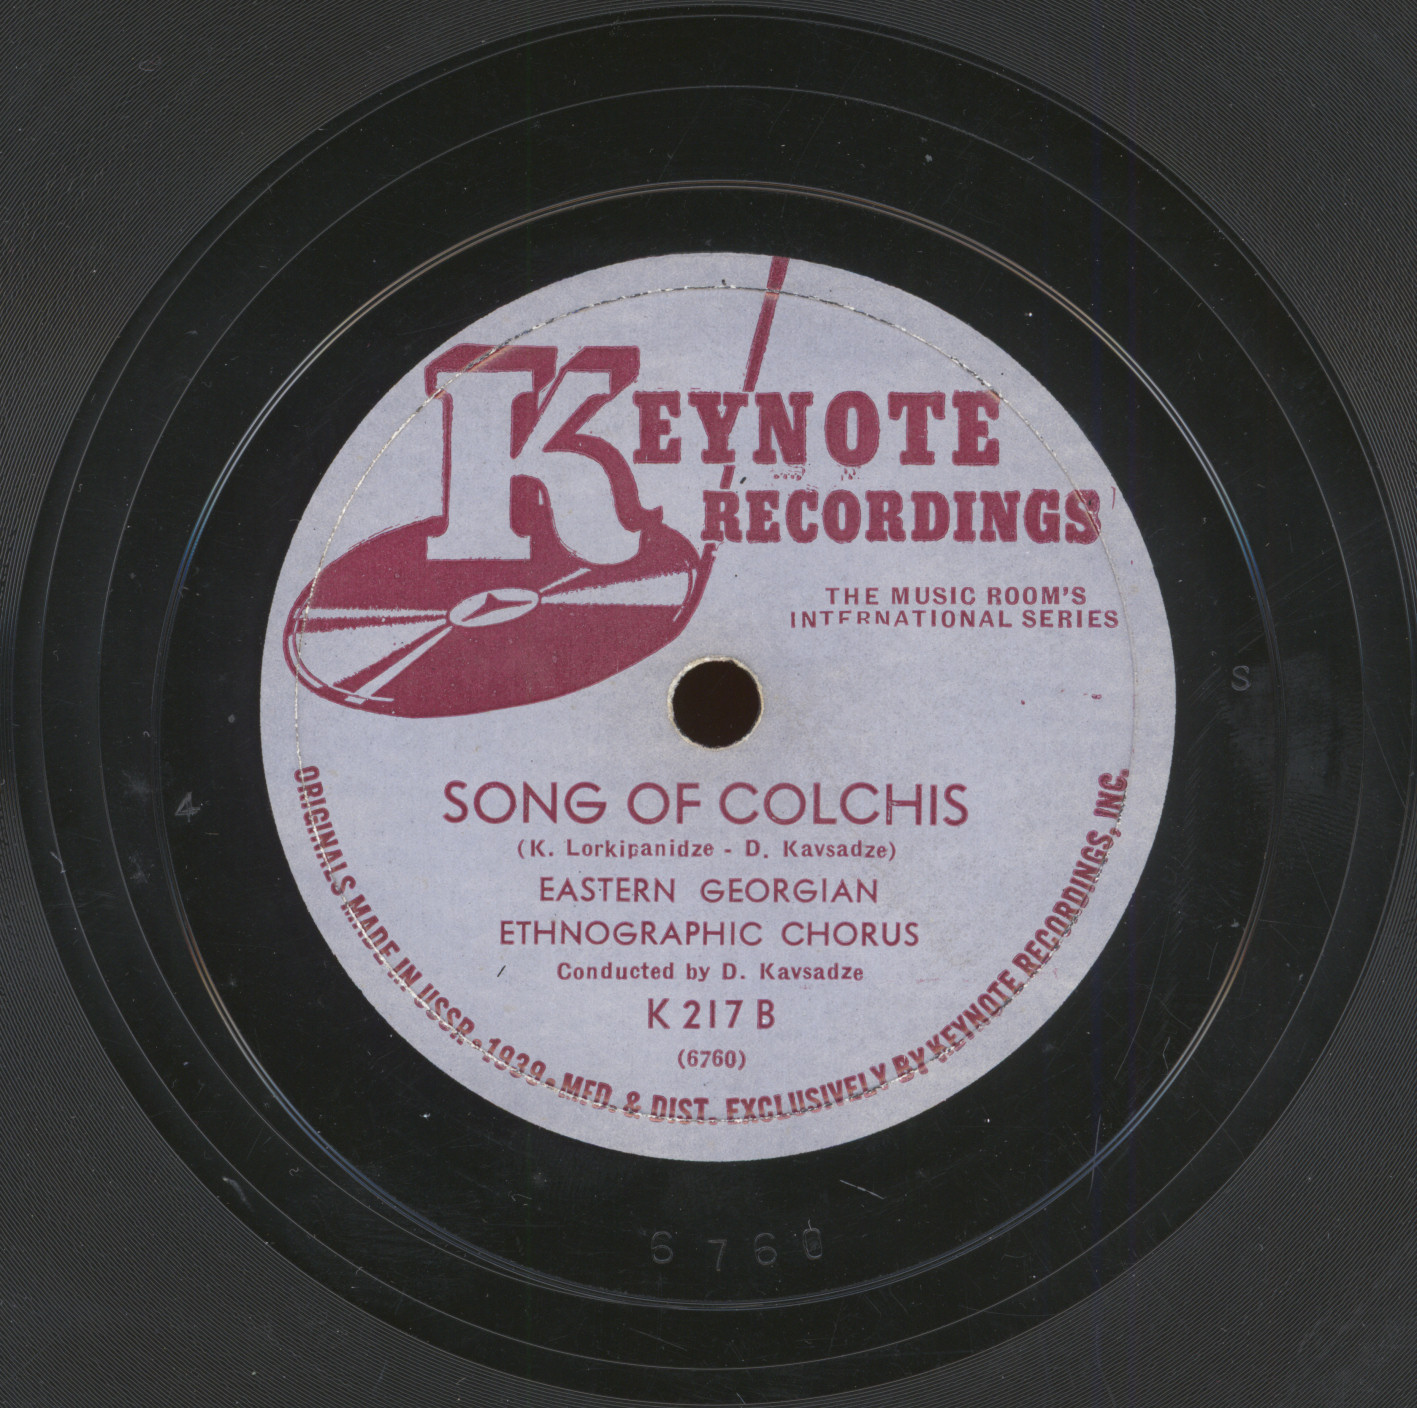 KEYNOTE
RECORDINGS
THE MUSIC ROOM'S
INTERNATIONAL SERIES
SONG OF COLCHIS
(K. Lorkipanidze - D. Kavsadze)
EASTERN GEORGIAN
ETHNOGRAPHIC CHORUS
Conducted by D. Kavsadze
K 217 B
(6760)
ORIGINALS MADE IN USSR • 1939 • MFD. & DIST. EXCLUSIVELY BY KEYNOTE RECORDINGS, INC.
4
S
6760